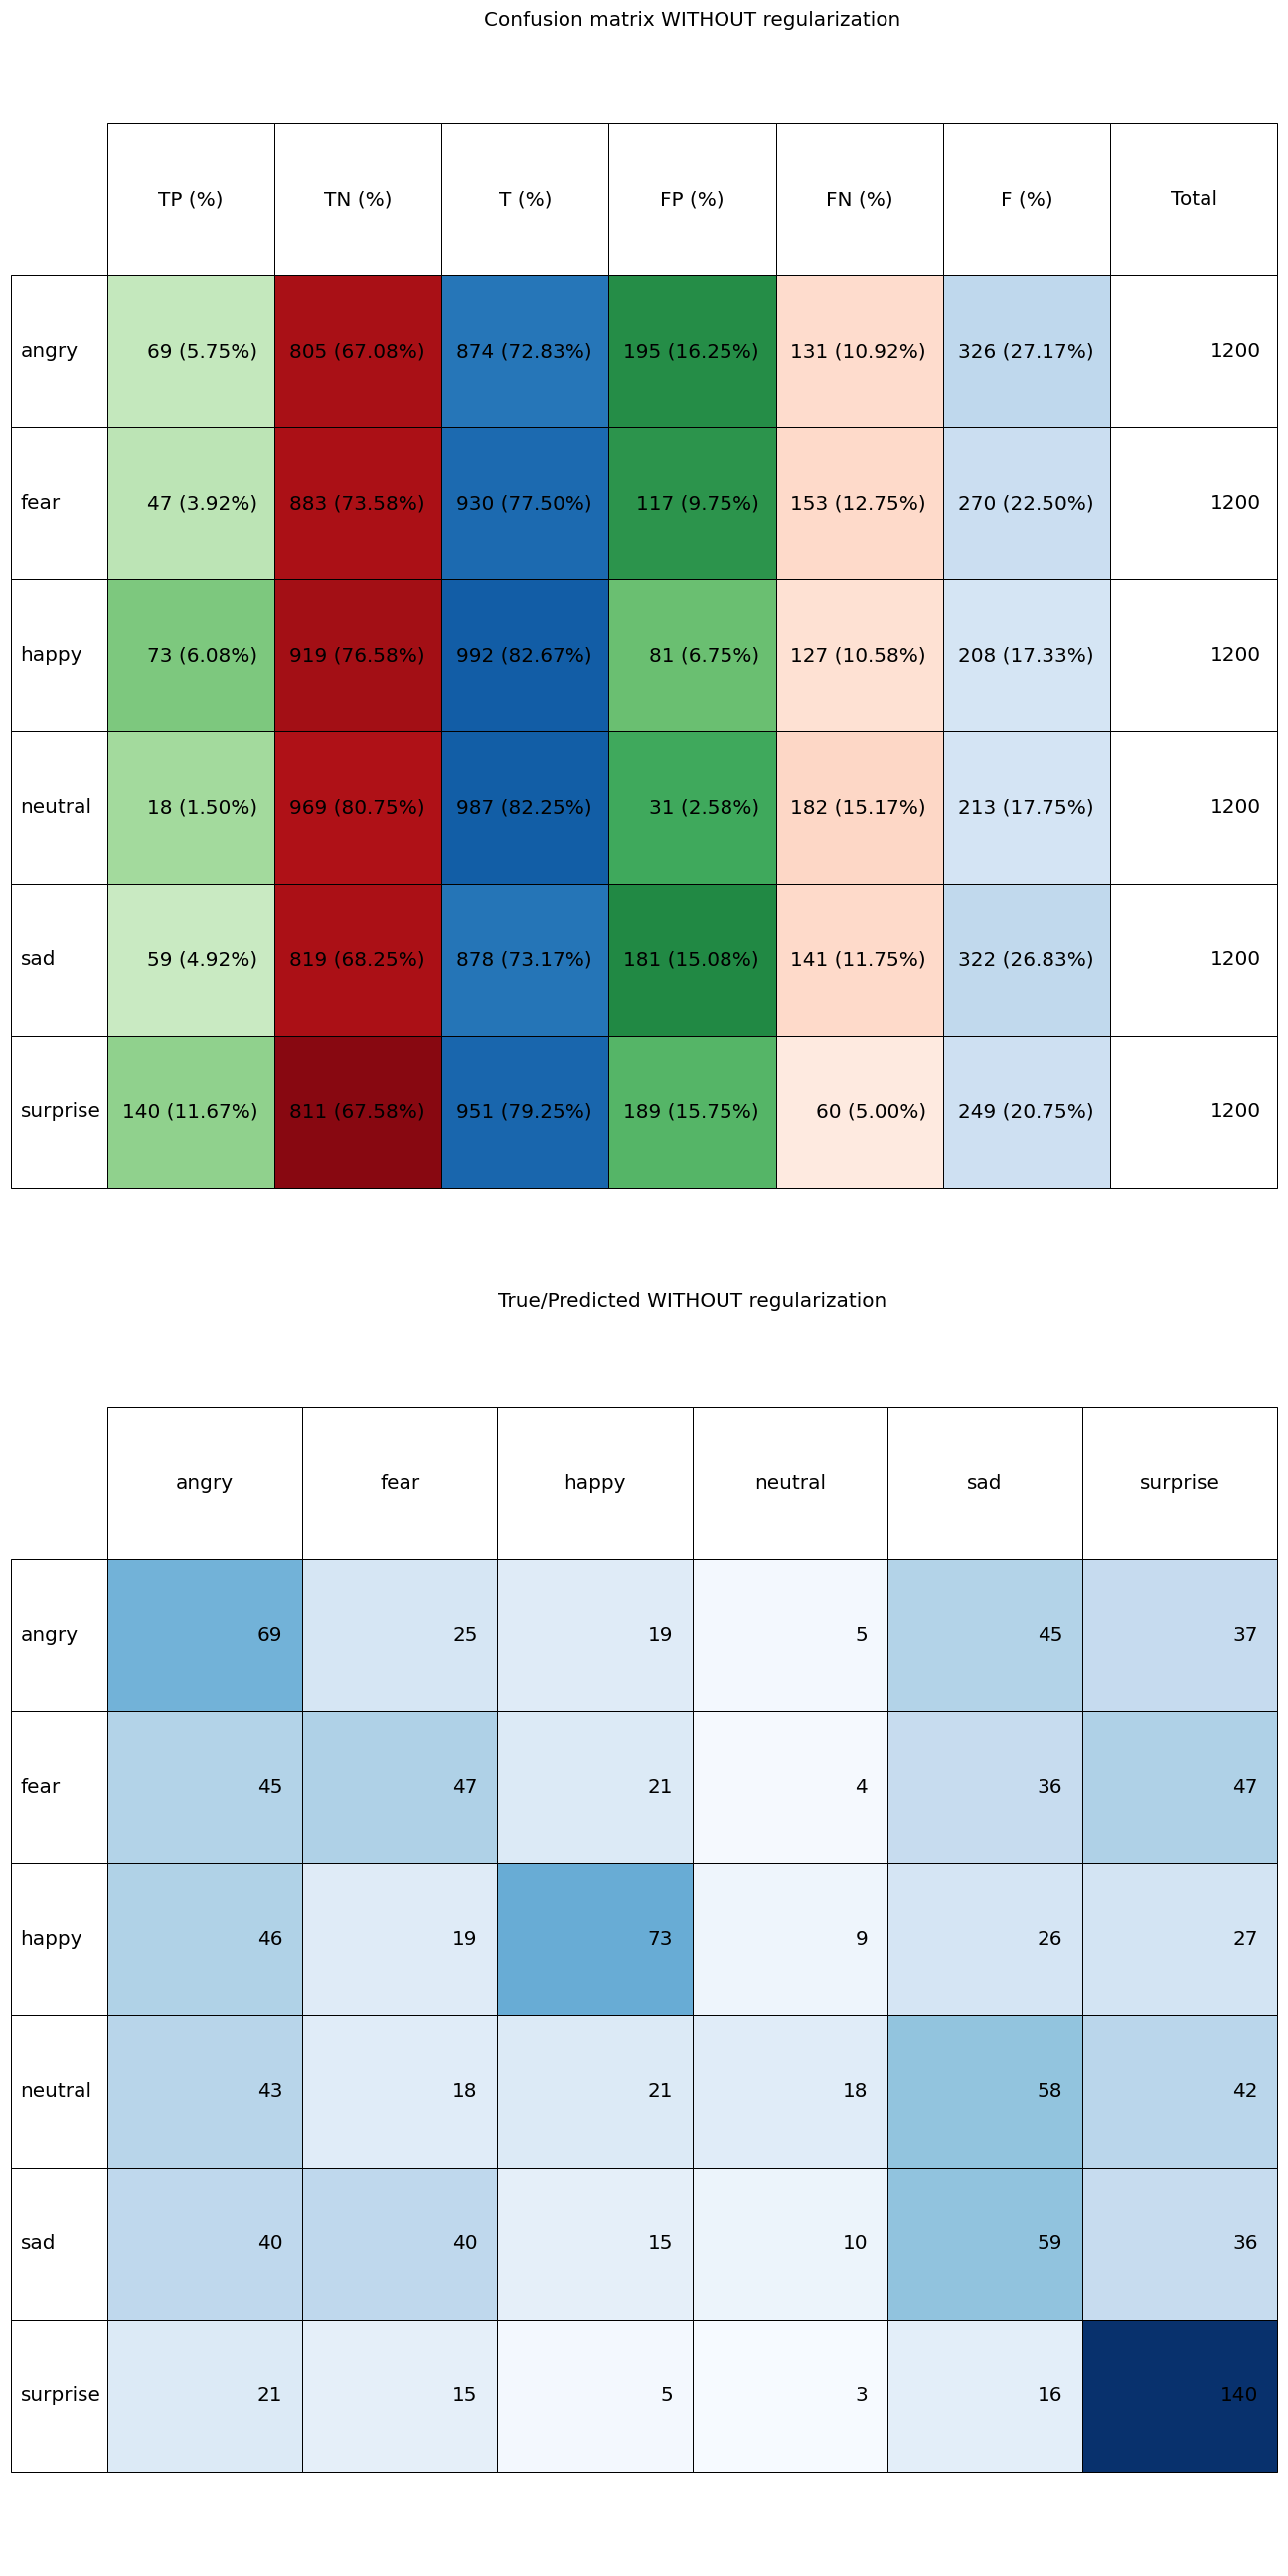 Confusion matrix WITHOUT regularization
TP (%) TN (%) T (%) FP (%) FN (%) F (%) Total
angry 69 (5.75%) 805 (67.08%) 874 (72.83%) 195 (16.25%) 131 (10.92%) 326 (27.17%) 1200
fear 47 (3.92%) 883 (73.58%) 930 (77.50%) 117 (9.75%) 153 (12.75%) 270 (22.50%) 1200
happy 73 (6.08%) 919 (76.58%) 992 (82.67%) 81 (6.75%) 127 (10.58%) 208 (17.33%) 1200
neutral 18 (1.50%) 969 (80.75%) 987 (82.25%) 31 (2.58%) 182 (15.17%) 213 (17.75%) 1200
sad 59 (4.92%) 819 (68.25%) 878 (73.17%) 181 (15.08%) 141 (11.75%) 322 (26.83%) 1200
surprise 140 (11.67%) 811 (67.58%) 951 (79.25%) 189 (15.75%) 60 (5.00%) 249 (20.75%) 1200
True/Predicted WITHOUT regularization
angry fear happy neutral sad surprise
angry 69 25 19 5 45 37
fear 45 47 21 4 36 47
happy 46 19 73 9 26 27
neutral 43 18 21 18 58 42
sad 40 40 15 10 59 36
surprise 21 15 5 3 16 140